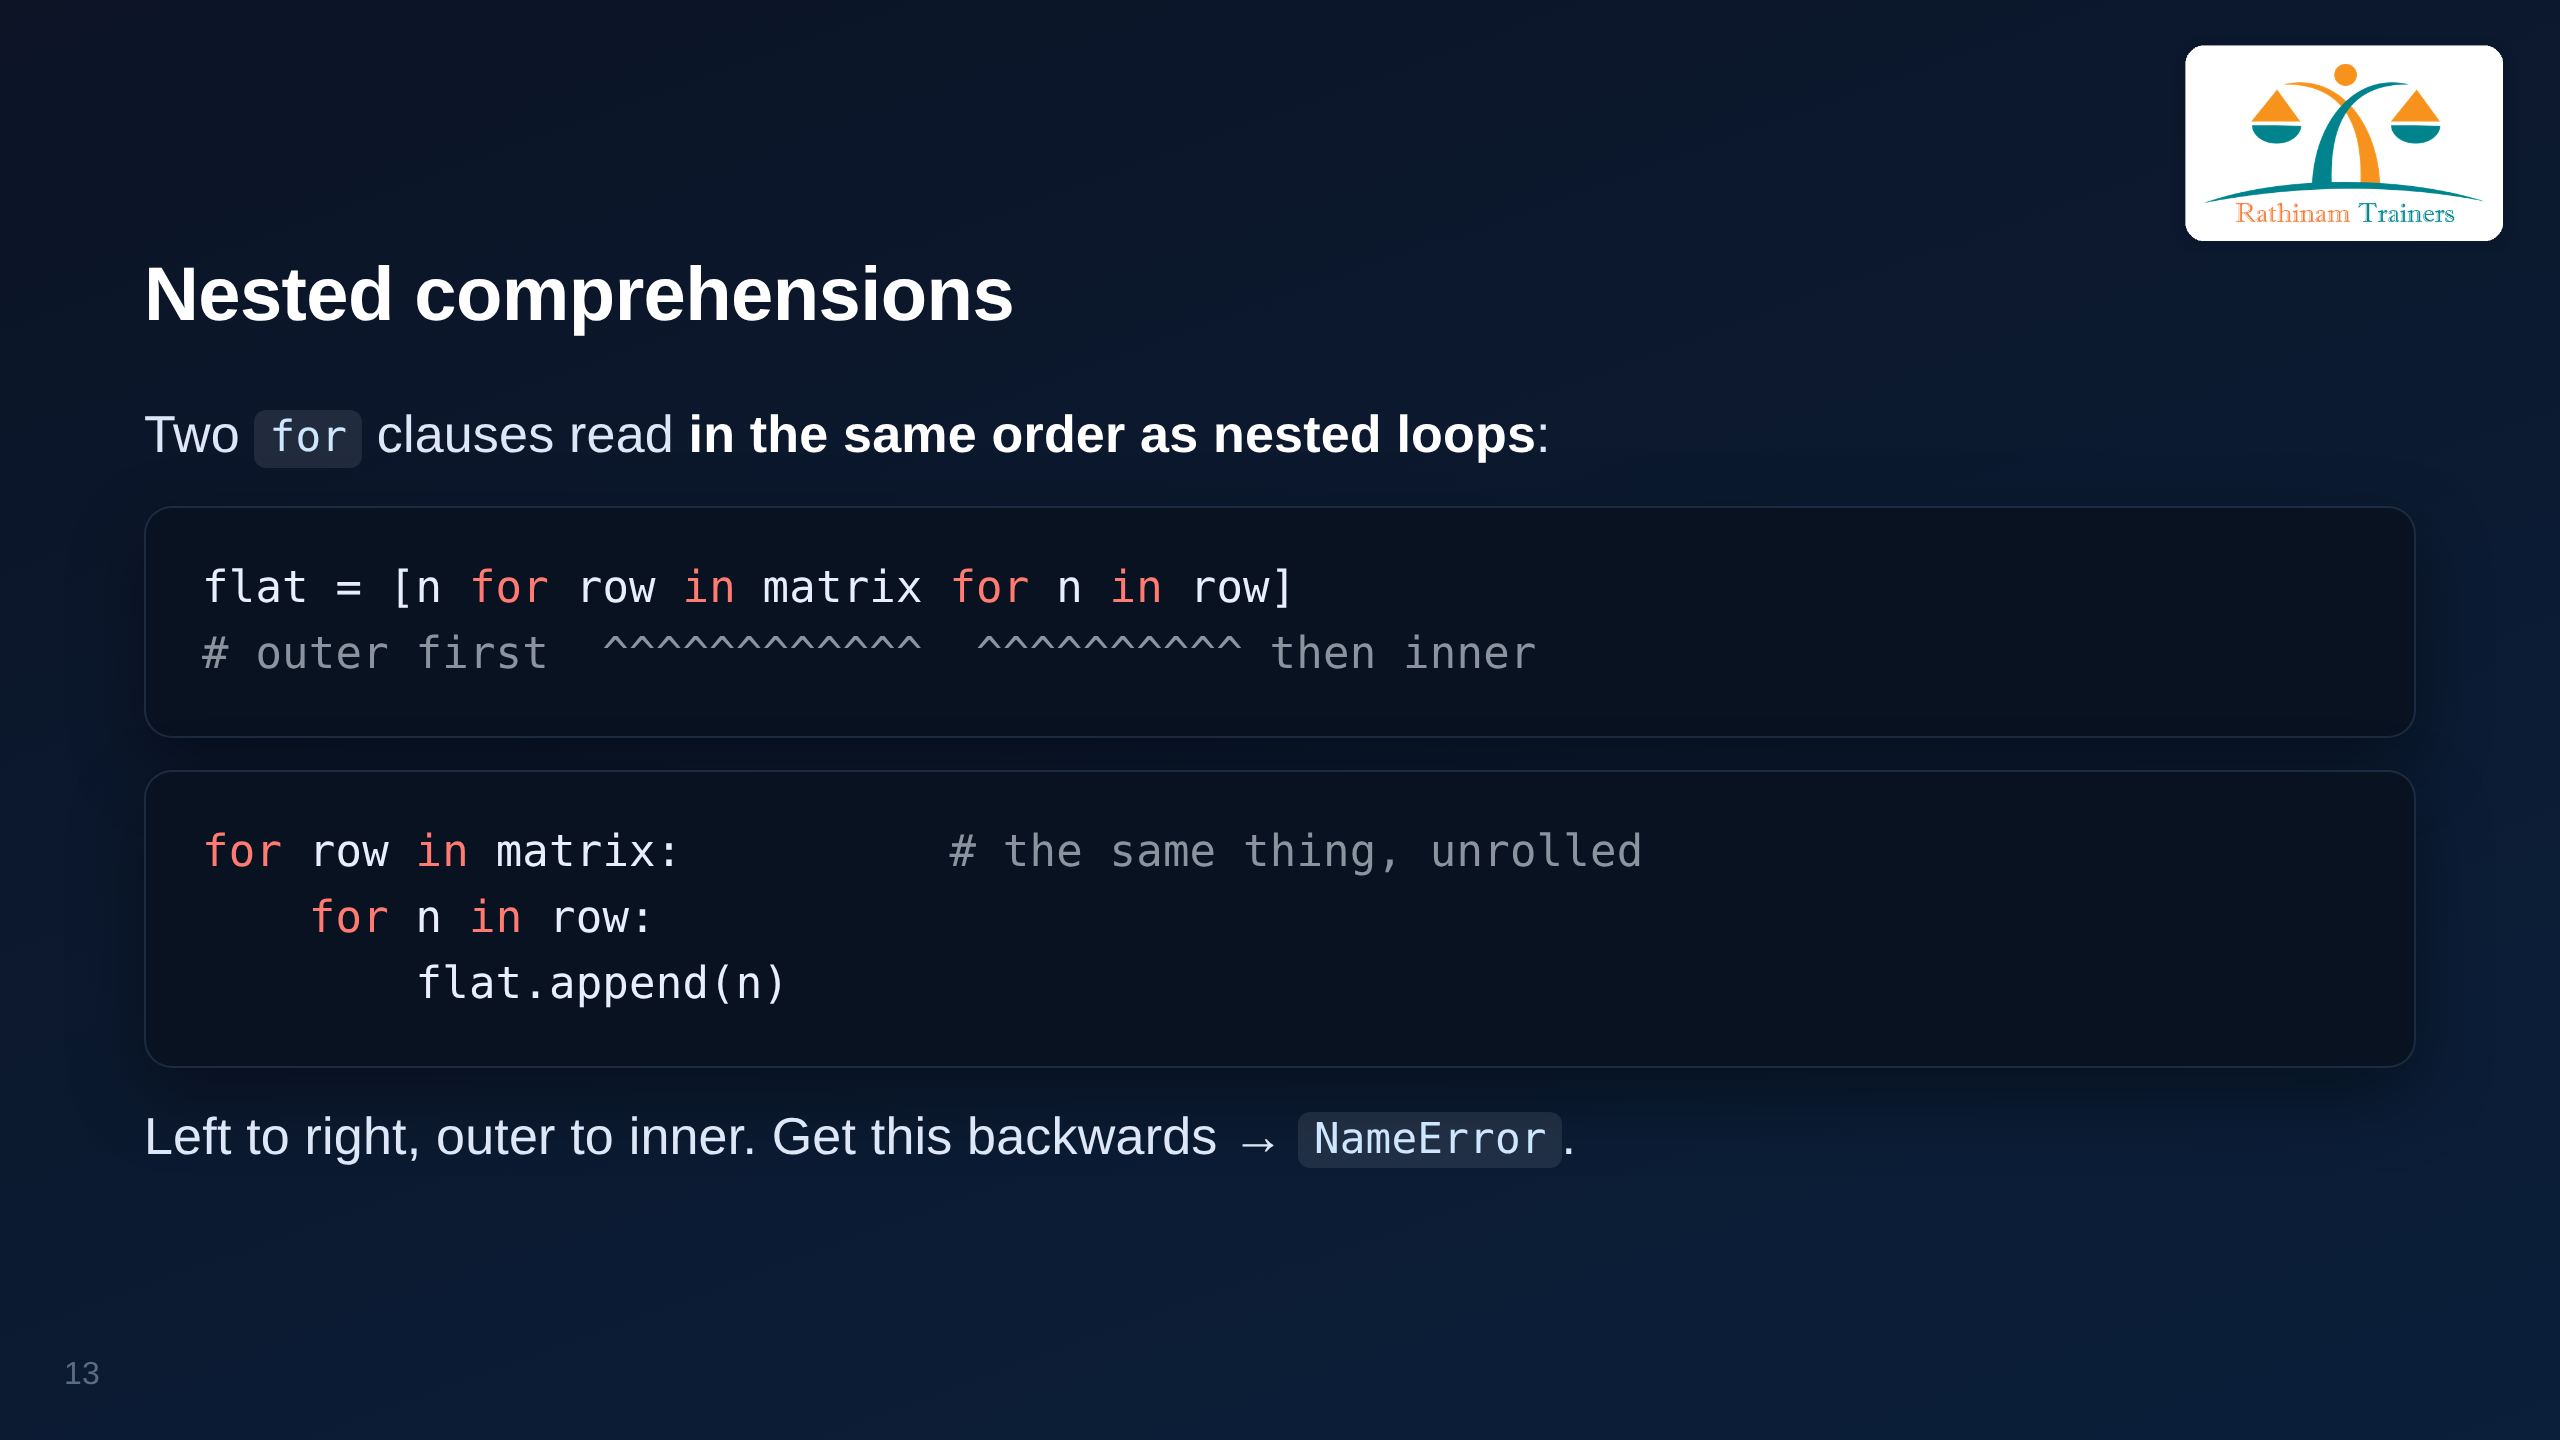 Rathinam Trainers
Nested comprehensions
Two for clauses read in the same order as nested loops:
flat = [n for row in matrix for n in row]
# outer first  ^^^^^^^^^^^^  ^^^^^^^^^^ then inner
for row in matrix:          # the same thing, unrolled
    for n in row:
        flat.append(n)
Left to right, outer to inner. Get this backwards → NameError.
13